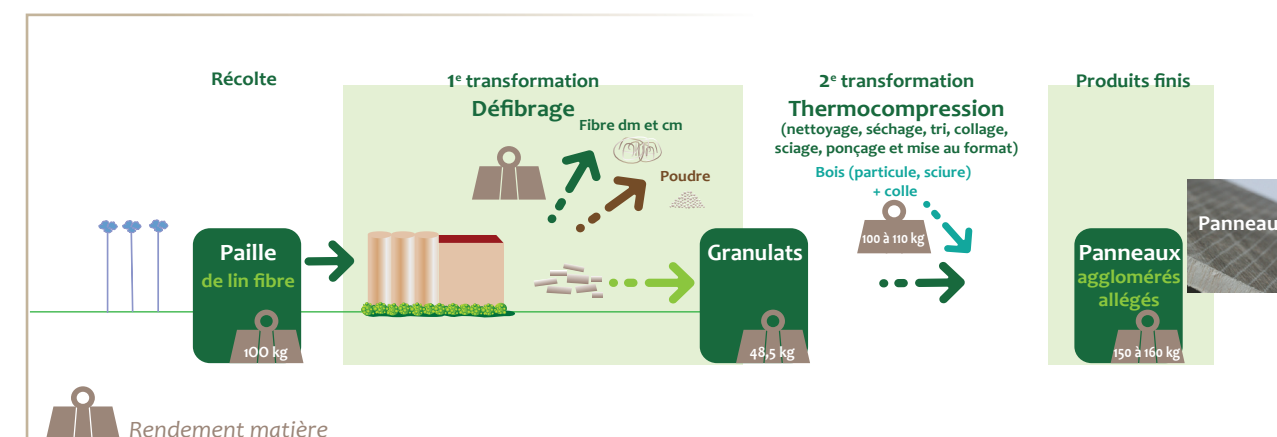 Récolte
1e transformation
Défibrage
Fibre dm et cm
Poudre
2e transformation
Thermocompression
(nettoyage, séchage, tri, collage,
sciage, ponçage et mise au format)
Bois (particule, sciure)
+ colle
100 à 110 kg
Produits finis
Paille
de lin fibre
100 kg
Granulats
48,5 kg
Panneaux
agglomérés
allégés
150 à 160 kg
Rendement matière